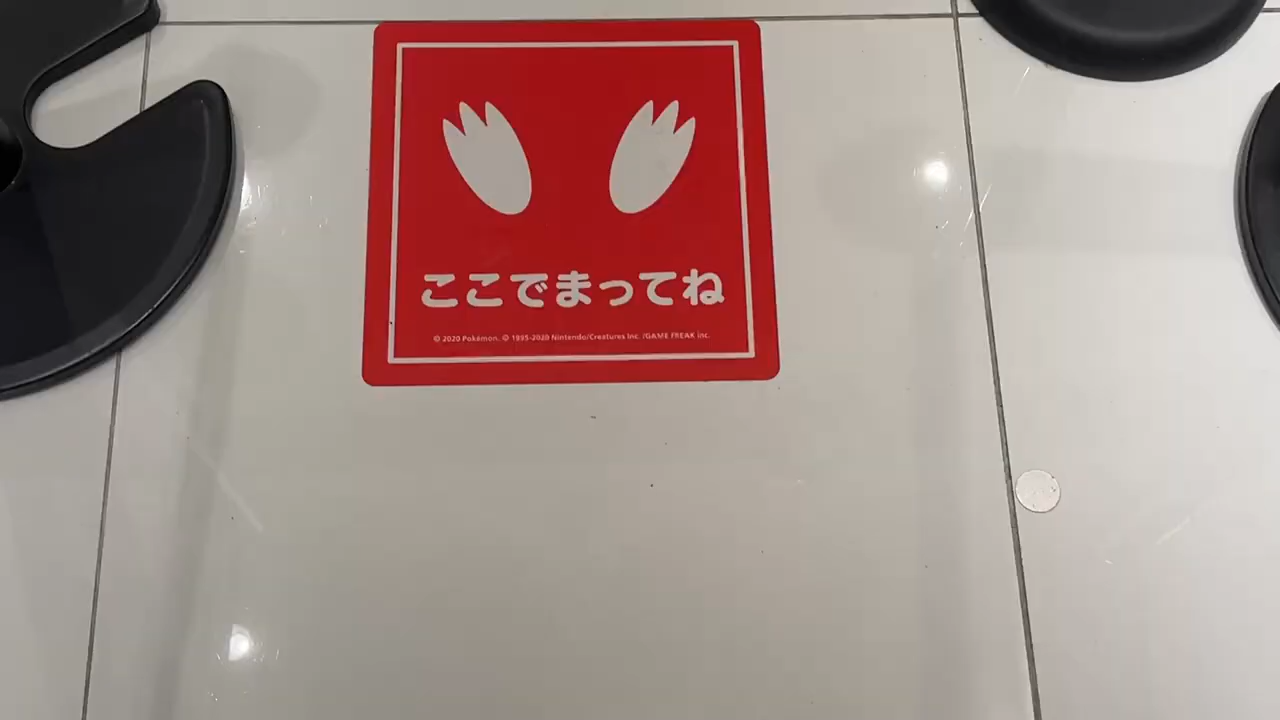 ここでまってね
© 2020 Pokémon. © 1995-2020 Nintendo/Creatures Inc. /GAME FREAK inc.